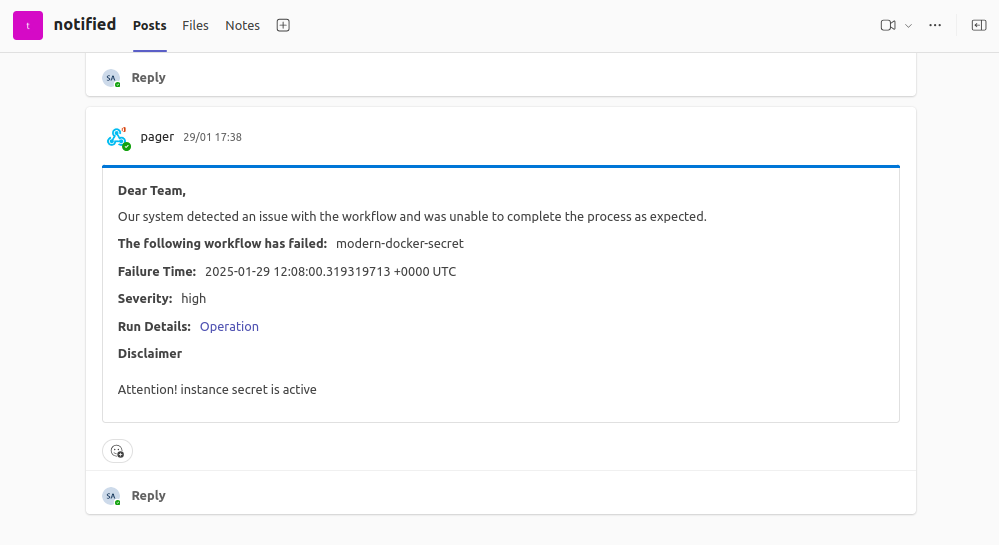 t notified Posts Files Notes
SA Reply
pager 29/01 17:38
Dear Team,
Our system detected an issue with the workflow and was unable to complete the process as expected.
The following workflow has failed: modern-docker-secret
Failure Time: 2025-01-29 12:08:00.319319713 +0000 UTC
Severity: high
Run Details: Operation
Disclaimer
Attention! instance secret is active
SA Reply